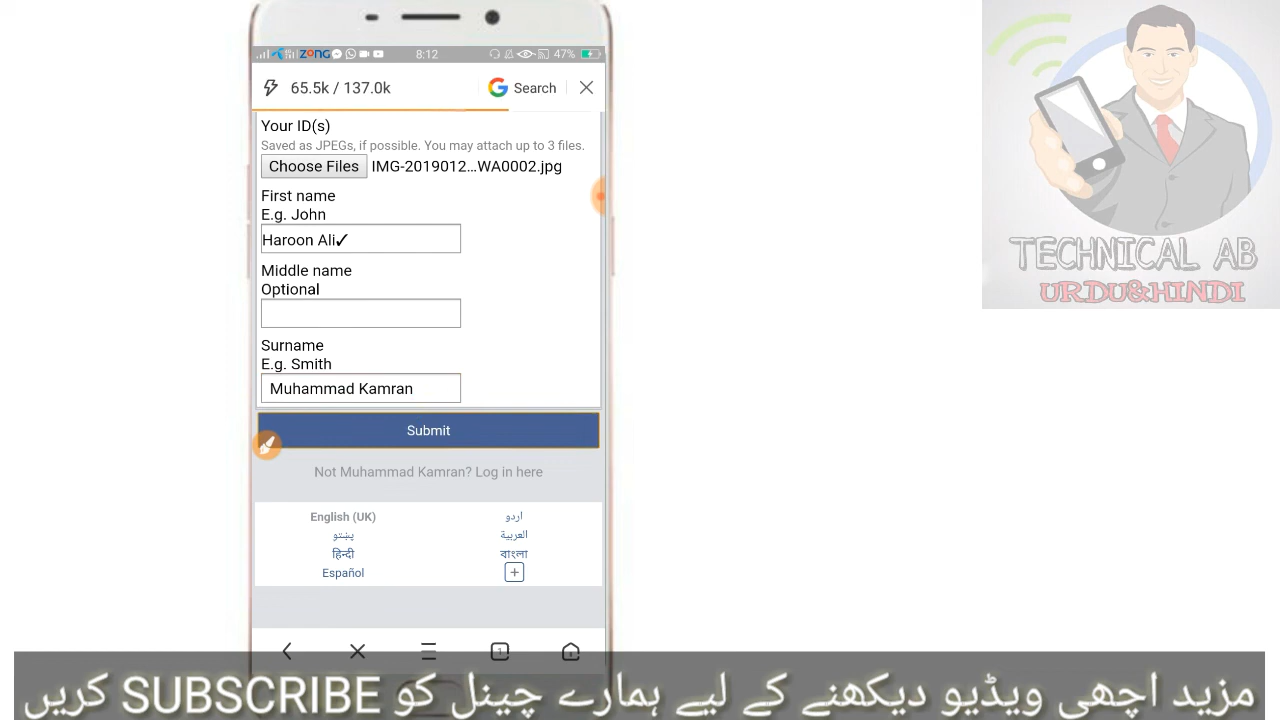 ZONG 8:12 47%
65.5k / 137.0k
Search
Your ID(s)
Saved as JPEGs, if possible. You may attach up to 3 files.
Choose Files IMG-2019012...WA0002.jpg
First name
E.g. John
Haroon Ali✓
Middle name
Optional
Surname
E.g. Smith
Muhammad Kamran
Submit
Not Muhammad Kamran? Log in here
English (UK) اردو
پښتو العربية
हिन्दी বাংলা
Español +
1
TECHNICAL AB
URDU&HINDI
مزید اچھی ویڈیو دیکھنے کے لیے ہمارے چینل کو SUBSCRIBE کریں